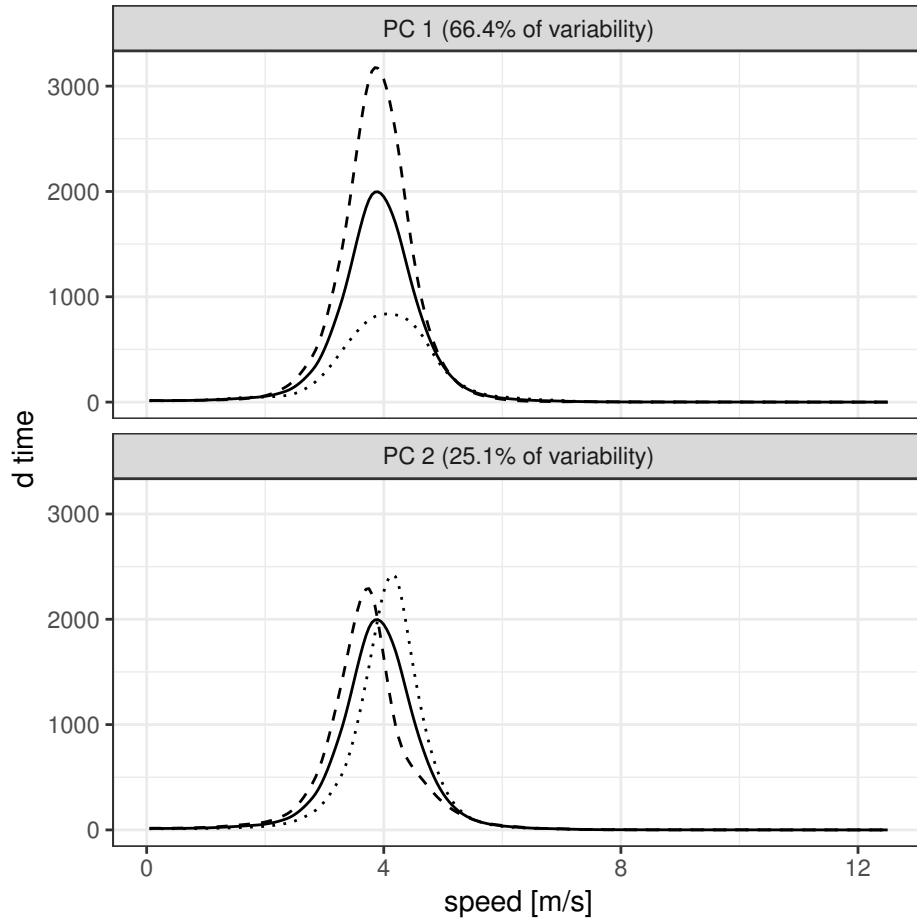 PC 1 (66.4% of variability)
3000
2000
1000
0
PC 2 (25.1% of variability)
3000
2000
1000
0
d time
0 4 8 12
speed [m/s]